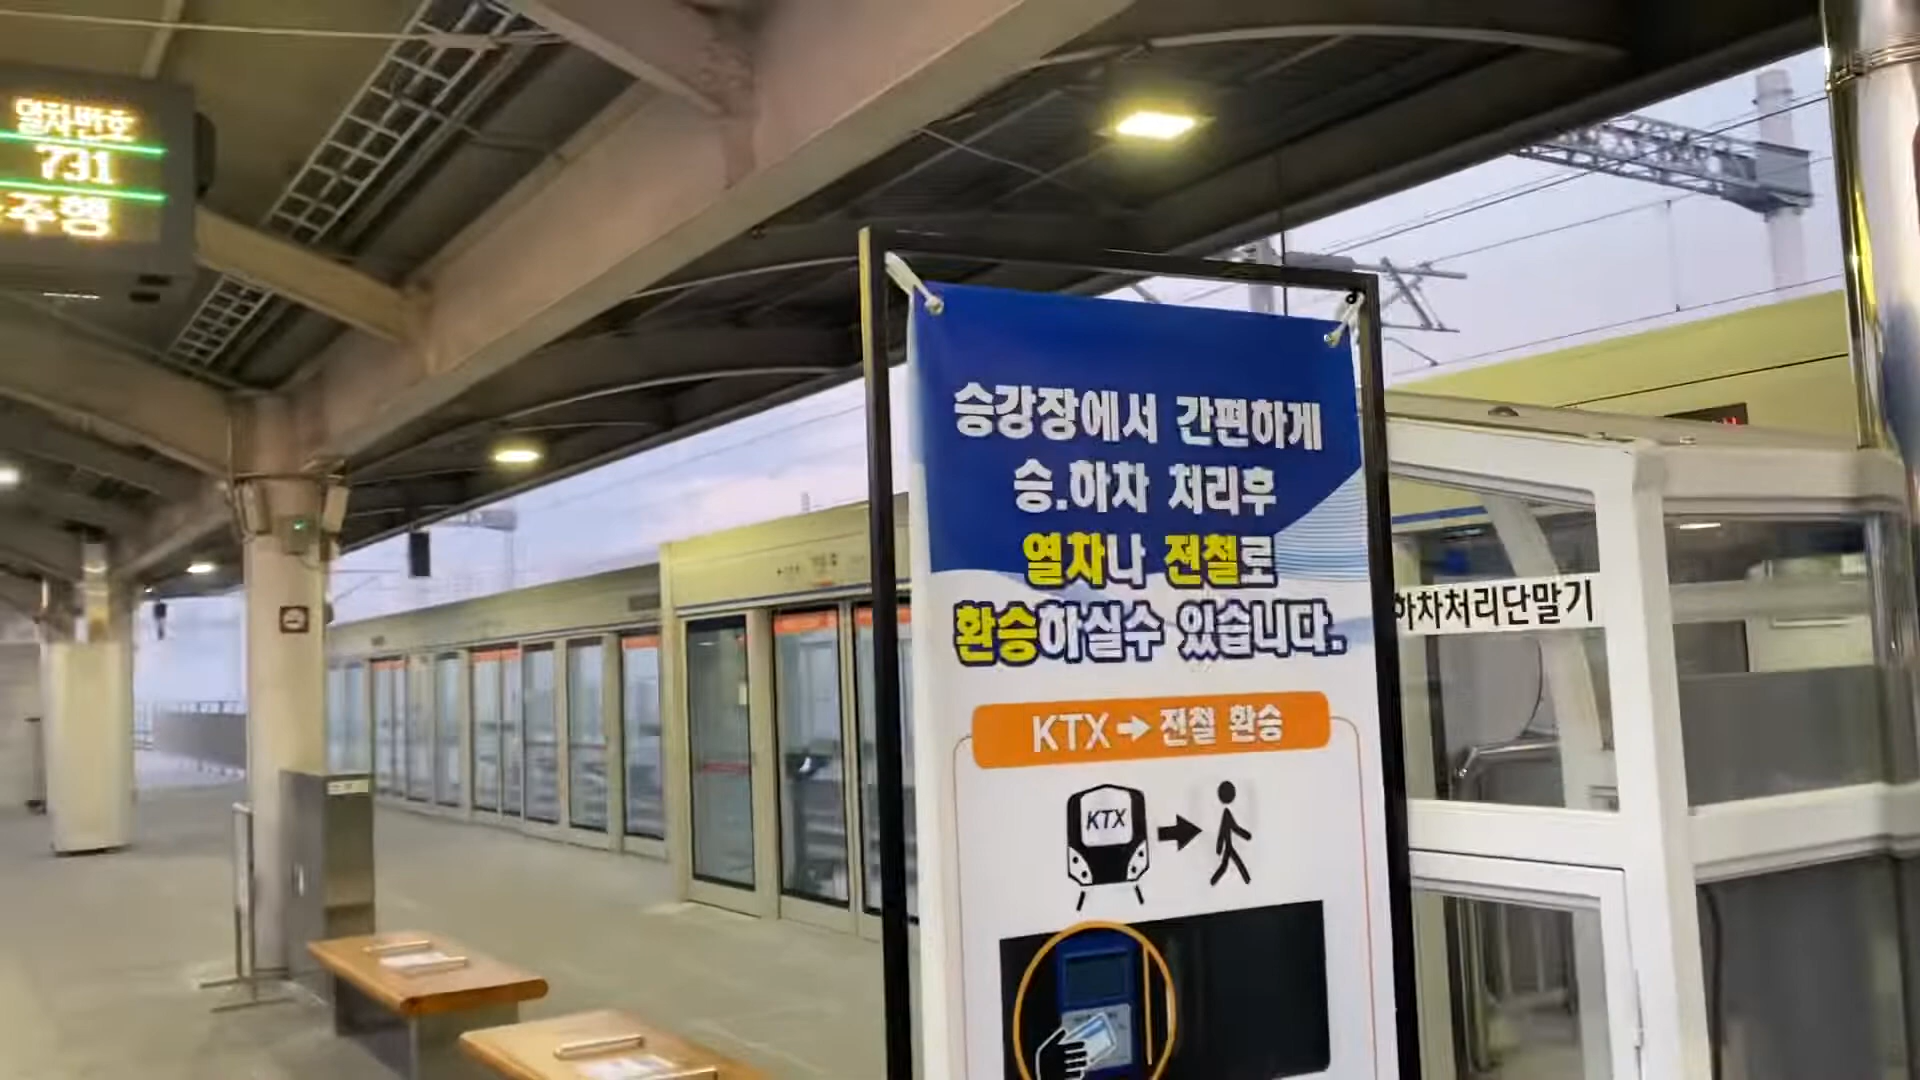 열차번호
731
주행
승강장에서 간편하게
승.하차 처리후
열차나 전철로
환승하실수 있습니다.
KTX→전철 환승
KTX
하차처리단말기